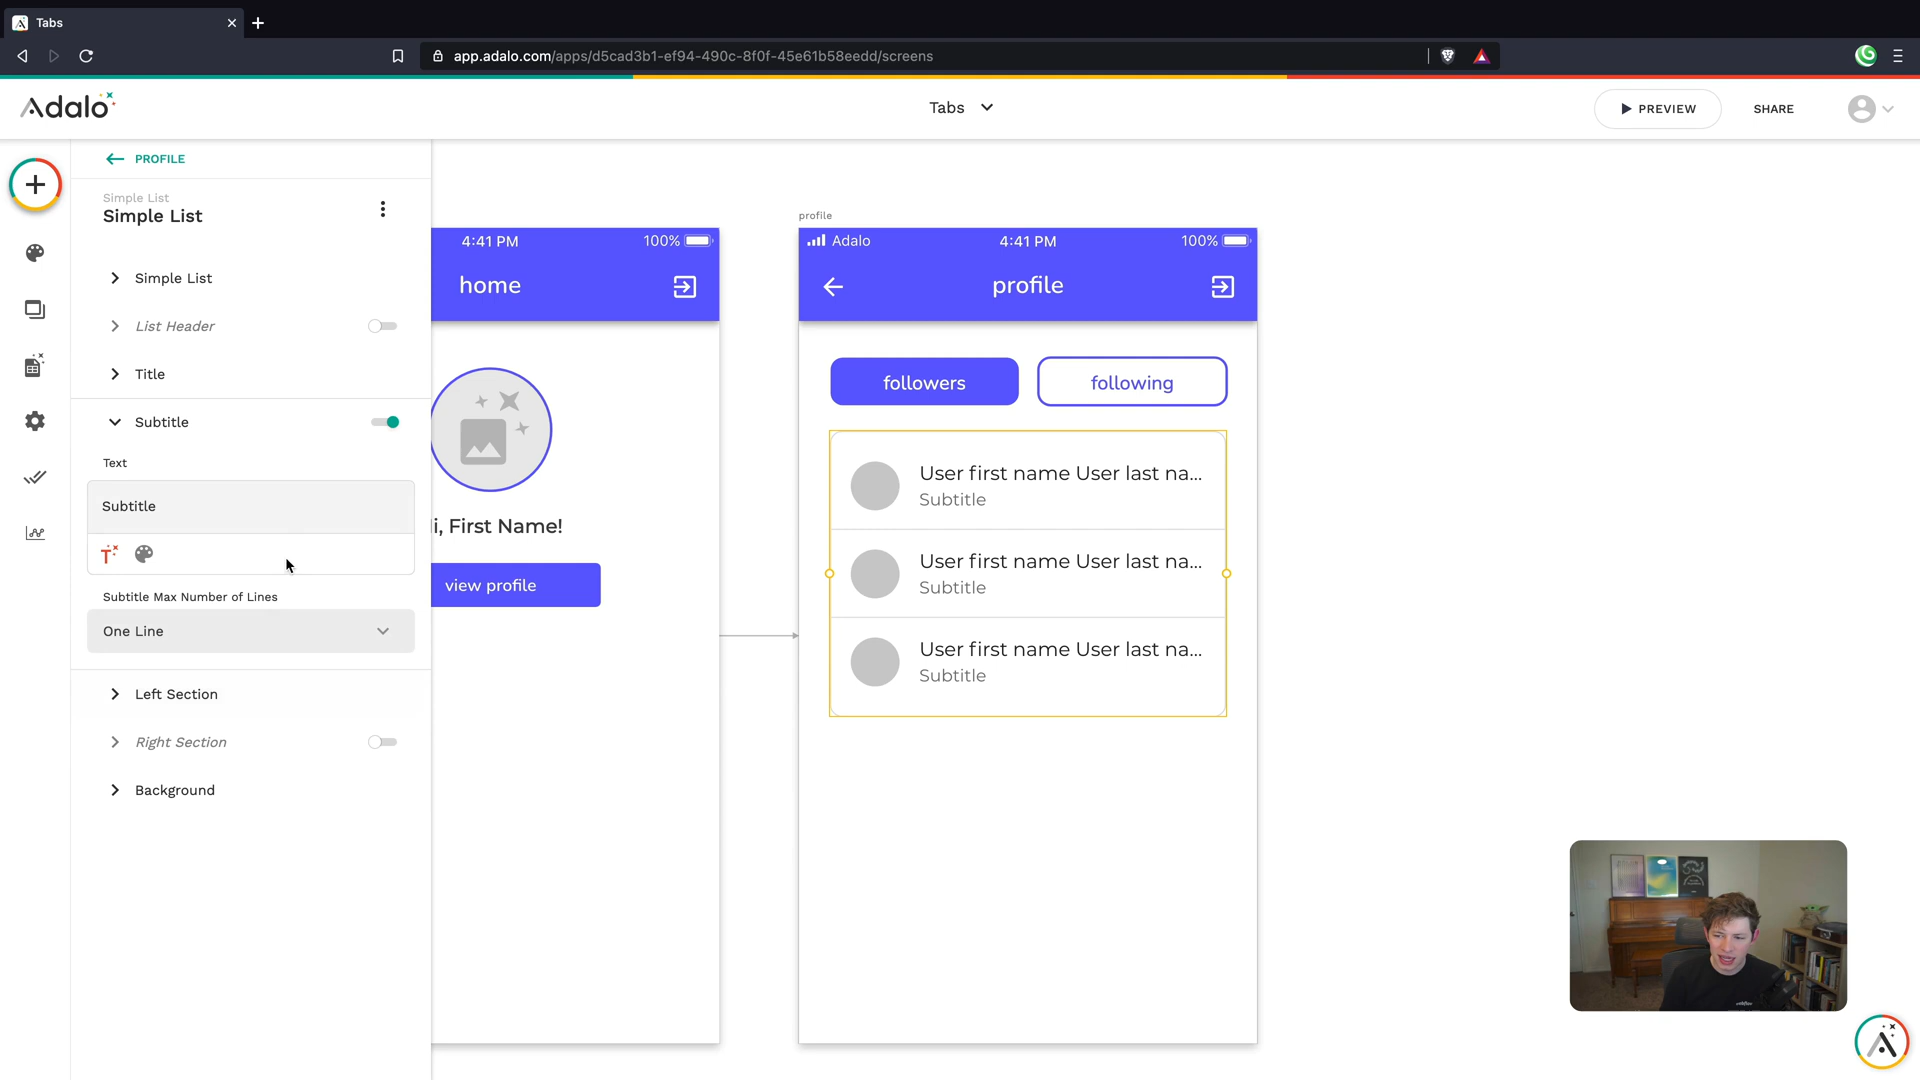 Tabs
app.adalo.com/apps/d5cad3b1-ef94-490c-8f0f-45e61b58eedd/screens
Adalo
Tabs
PREVIEW
SHARE
PROFILE
Simple List
Simple List
Simple List
List Header
Title
Subtitle
Text
Subtitle
Subtitle Max Number of Lines
One Line
Left Section
Right Section
Background
4:41 PM 100%
home
i, First Name!
view profile
profile
Adalo 4:41 PM 100%
profile
followers
following
User first name User last na...
Subtitle
User first name User last na...
Subtitle
User first name User last na...
Subtitle